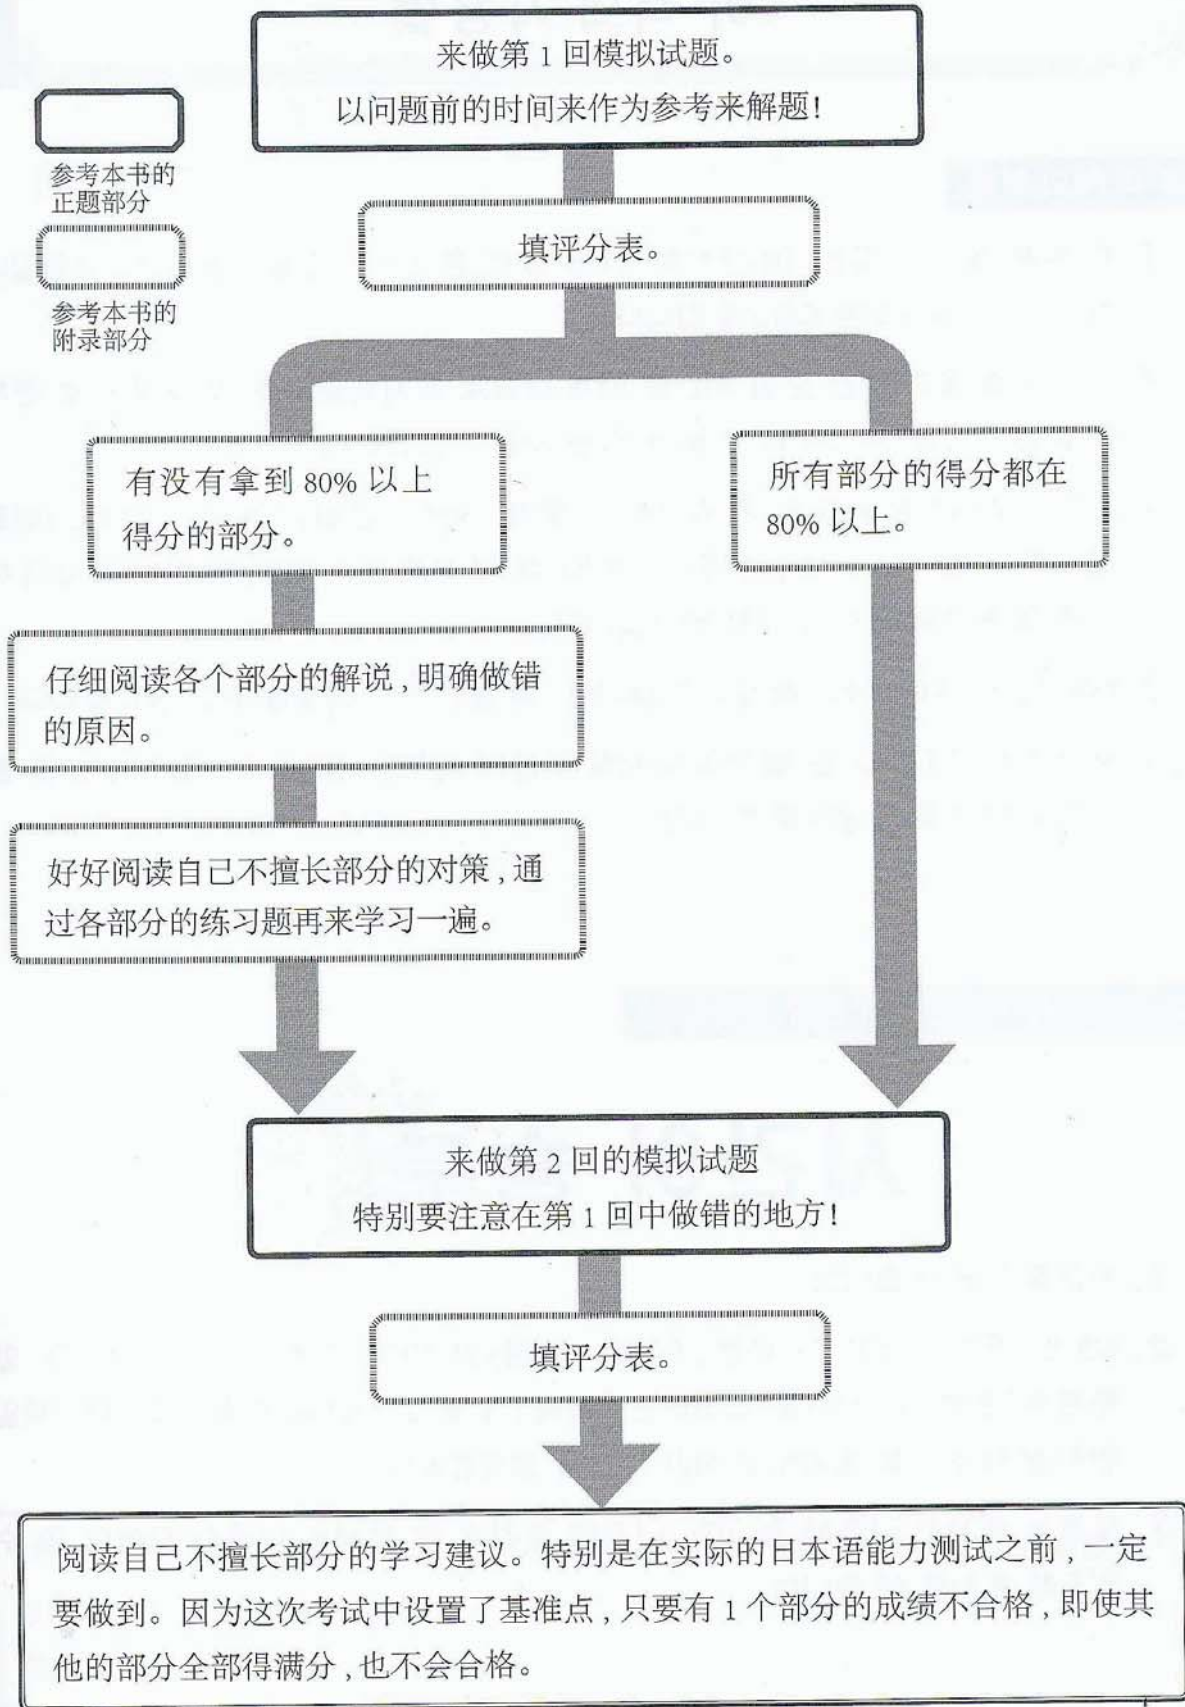 来做第 1 回模拟试题。
以问题前的时间来作为参考来解题!
参考本书的
正题部分
参考本书的
附录部分
填评分表。
有没有拿到 80% 以上
得分的部分。
所有部分的得分都在
80% 以上。
仔细阅读各个部分的解说,明确做错
的原因。
好好阅读自己不擅长部分的对策,通
过各部分的练习题再来学习一遍。
来做第 2 回的模拟试题
特别要注意在第 1 回中做错的地方!
填评分表。
阅读自己不擅长部分的学习建议。特别是在实际的日本语能力测试之前,一定
要做到。因为这次考试中设置了基准点,只要有 1 个部分的成绩不合格,即使其
他的部分全部得满分,也不会合格。